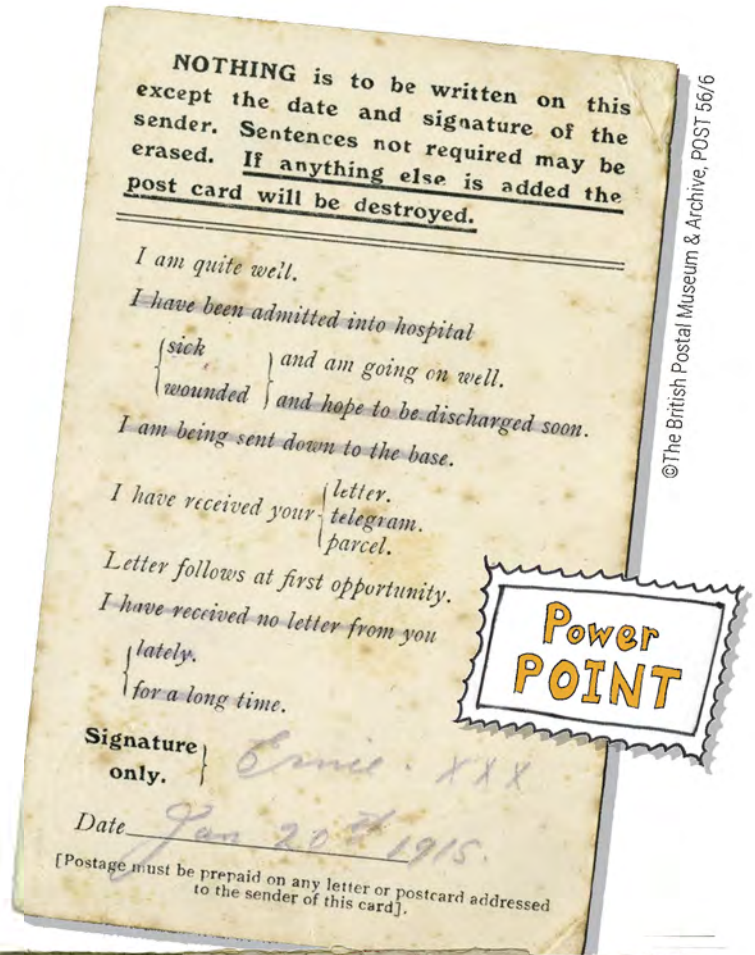 NOTHING is to be written on this
except the date and signature of the
sender. Sentences not required may be
erased. If anything else is added the
post card will be destroyed.
I am quite well.
I have been admitted into hospital
sick
wounded
and am going on well.
and hope to be discharged soon.
I am being sent down to the base.
I have received your
letter.
telegram.
parcel.
Letter follows at first opportunity.
I have received no letter from you
lately.
for a long time.
Signature
only.
Ernie. XXX
Date Jan 20th 1915.
[Postage must be prepaid on any letter or postcard addressed
to the sender of this card].
©The British Postal Museum & Archive, POST 56/6
Power
POINT